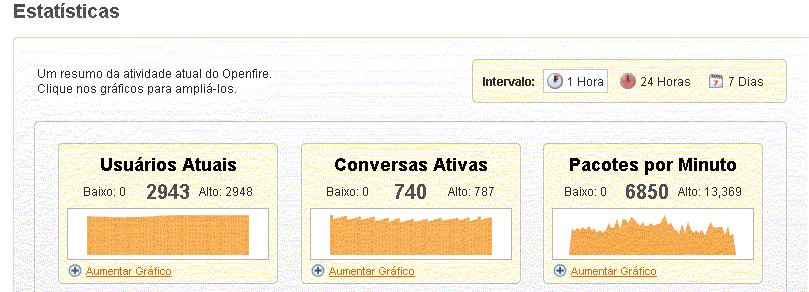 Estatísticas
Um resumo da atividade atual do Openfire.
Clique nos gráficos para ampliá-los.
Intervalo: 1 Hora 24 Horas 7 Dias
Usuários Atuais
Baixo: 0 2943 Alto: 2948
Aumentar Gráfico
Conversas Ativas
Baixo: 0 740 Alto: 787
Aumentar Gráfico
Pacotes por Minuto
Baixo: 0 6850 Alto: 13,369
Aumentar Gráfico